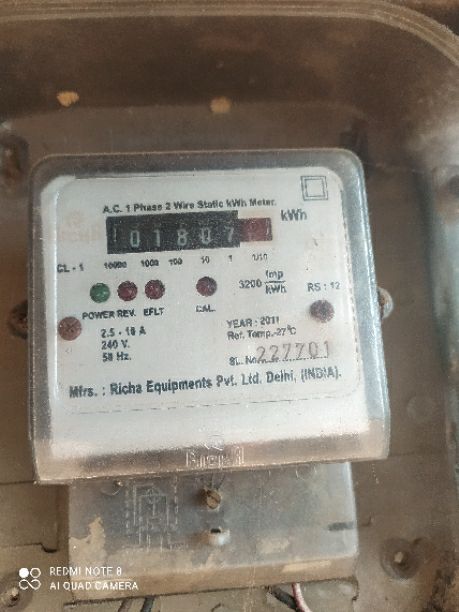 A.C. 1 Phase 2 Wire Static kWh Meter.
01807 kWh
CL - 1 10000 1000 100 10 1 1/10
3200 Imp/kWh RS : 12
POWER REV. EFLT CAL
2.5 - 10 A
240 V.
50 Hz.
YEAR : 2011
Ref. Temp.-27°C
SL. No. 227701
Mfrs. : Richa Equipments Pvt. Ltd. Delhi, (INDIA).
REDMI NOTE 8
AI QUAD CAMERA